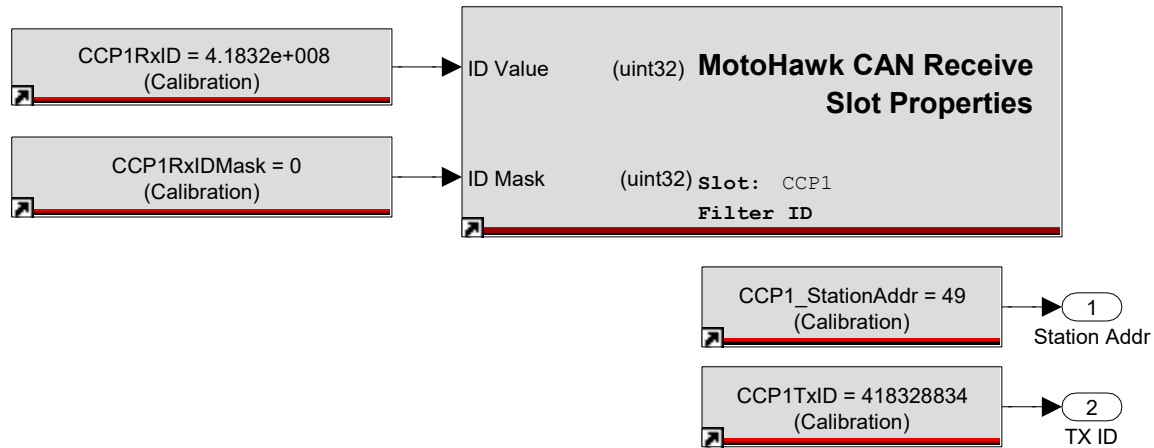 CCP1RxID = 4.1832e+008
(Calibration)
ID Value (uint32) MotoHawk CAN Receive
Slot Properties
CCP1RxIDMask = 0
(Calibration)
ID Mask (uint32) Slot: CCP1
Filter ID
CCP1_StationAddr = 49
(Calibration)
1
Station Addr
CCP1TxID = 418328834
(Calibration)
2
TX ID